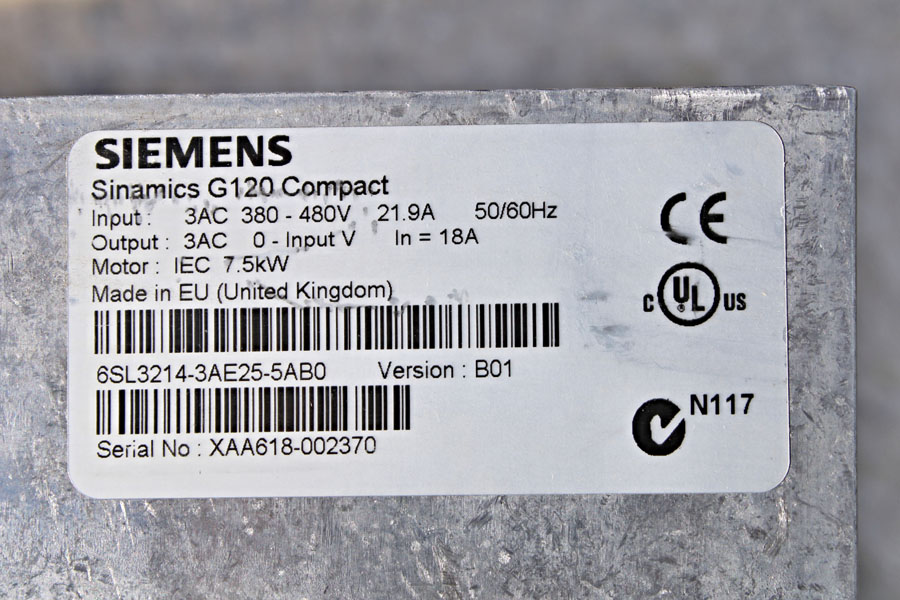 SIEMENS
Sinamics G120 Compact
Input : 3AC 380 - 480V 21.9A 50/60Hz
Output : 3AC 0 - Input V In = 18A
Motor : IEC 7.5kW
Made in EU (United Kingdom)
6SL3214-3AE25-5AB0 Version : B01
Serial No : XAA618-002370
CE
C UL® US
N117